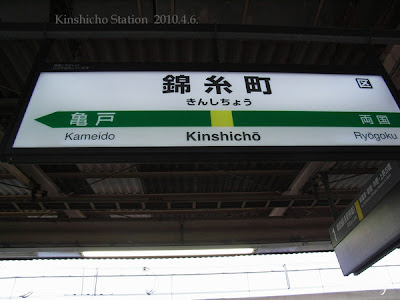 Kinshicho Station 2010.4.6.
錦糸町
区
きんしちょう
亀戸
両国
Kameido
Kinshichō
Ryōgoku